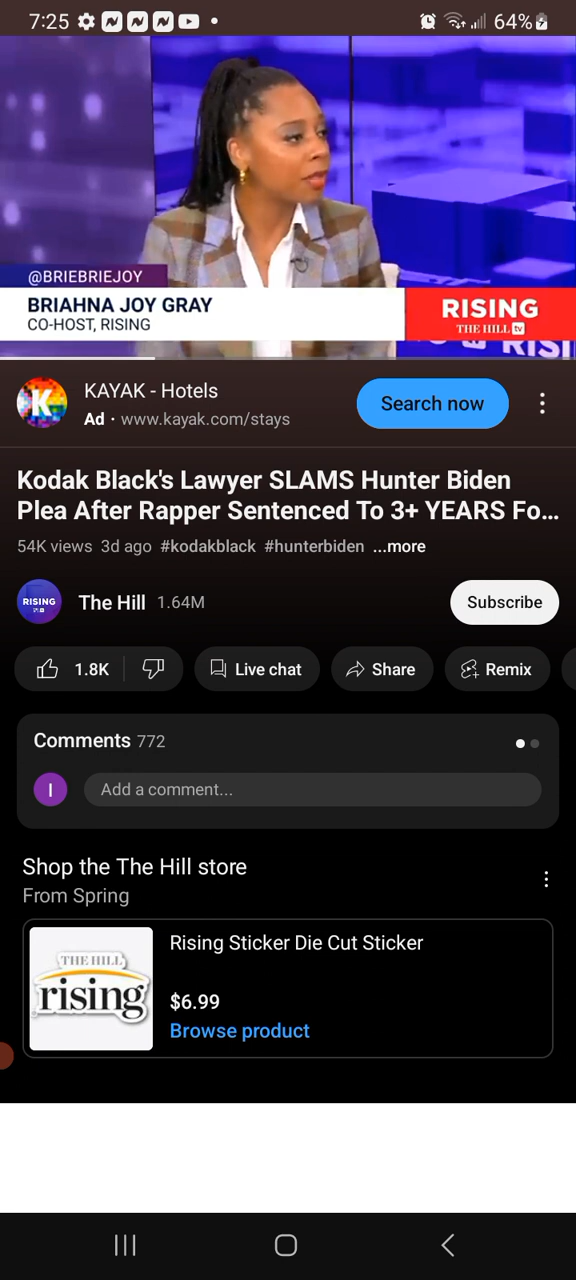 7:25
64%
@BRIEBRIEJOY
BRIAHNA JOY GRAY
CO-HOST, RISING
RISING
THE HILL tv
RISI
K
KAYAK - Hotels
Ad · www.kayak.com/stays
Search now
Kodak Black's Lawyer SLAMS Hunter Biden
Plea After Rapper Sentenced To 3+ YEARS Fo...
54K views 3d ago #kodakblack #hunterbiden ...more
RISING
The Hill 1.64M
Subscribe
1.8K
Live chat
Share
Remix
Comments 772
I
Add a comment...
Shop the The Hill store
From Spring
THE HILL
rising
Rising Sticker Die Cut Sticker
$6.99
Browse product